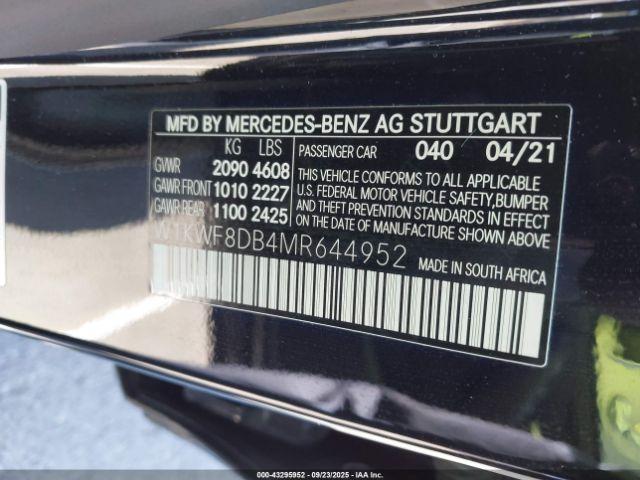 MFD BY MERCEDES-BENZ AG STUTTGART
KG LBS
GVWR 2090 4608
GAWR FRONT 1010 2227
GAWR REAR 1100 2425
PASSENGER CAR 040 04/21
THIS VEHICLE CONFORMS TO ALL APPLICABLE
U.S. FEDERAL MOTOR VEHICLE SAFETY, BUMPER
AND THEFT PREVENTION STANDARDS IN EFFECT
ON THE DATE OF MANUFACTURE SHOWN ABOVE.
W1KWF8DB4MR644952
MADE IN SOUTH AFRICA
000-43295952 09/23/2025 IAAI.COM